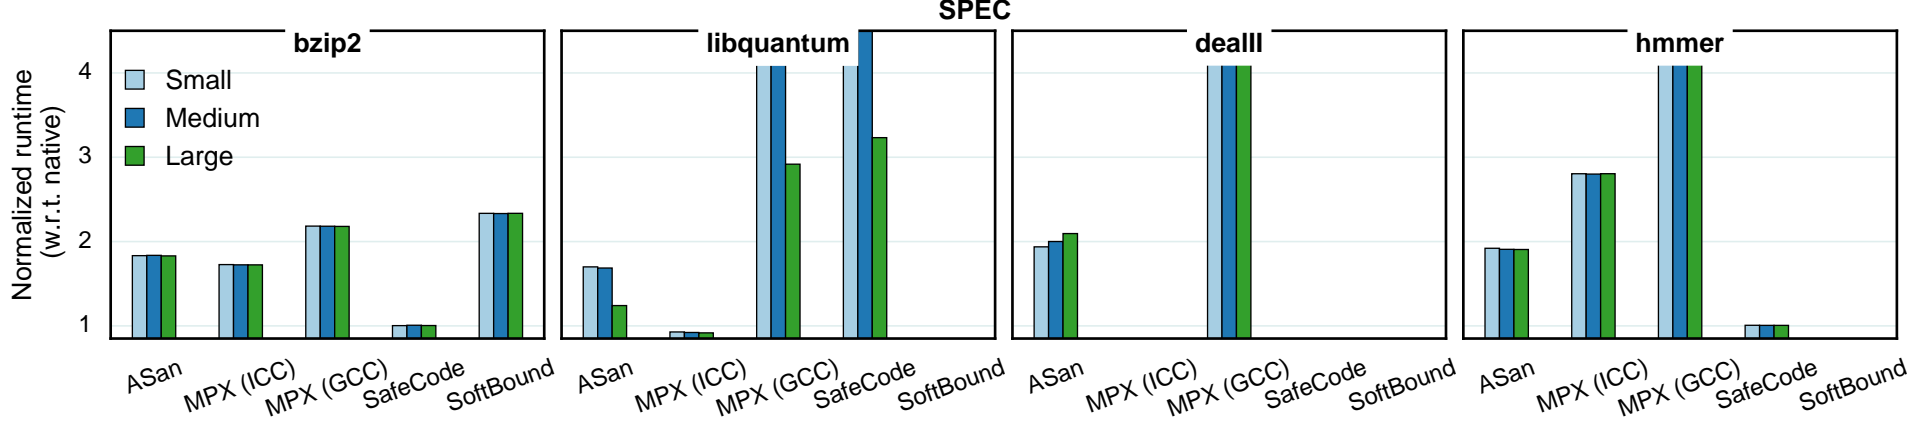 SPEC
bzip2
libquantum
dealII
hmmer
Normalized runtime
(w.r.t. native)
4
3
2
1
Small
Medium
Large
ASan
MPX (ICC)
MPX (GCC)
SafeCode
SoftBound
ASan
MPX (ICC)
MPX (GCC)
SafeCode
SoftBound
ASan
MPX (ICC)
MPX (GCC)
SafeCode
SoftBound
ASan
MPX (ICC)
MPX (GCC)
SafeCode
SoftBound